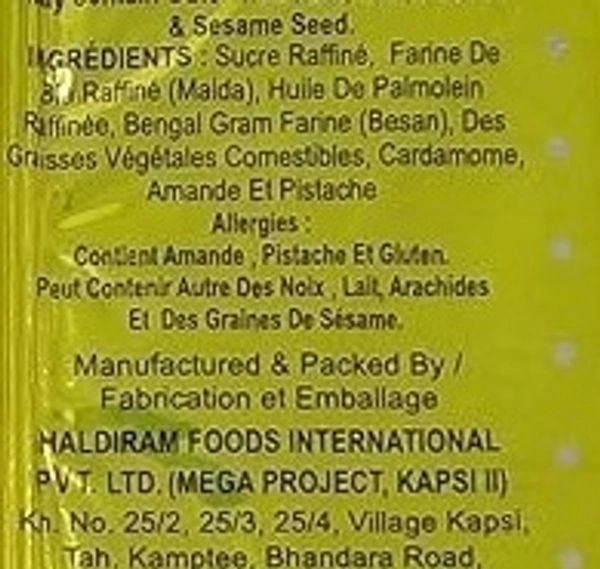 & Sesame Seed.
INGRÉDIENTS : Sucre Raffiné, Farine De
Blé Raffiné (Maida), Huile De Palmolein
Raffinée, Bengal Gram Farine (Besan), Des
Graisses Végétales Comestibles, Cardamome,
Amande Et Pistache
Allergies :
Contient Amande , Pistache Et Gluten.
Peut Contenir Autre Des Noix , Lait, Arachides
Et Des Graines De Sésame.
Manufactured & Packed By /
Fabrication et Emballage
HALDIRAM FOODS INTERNATIONAL
PVT. LTD. (MEGA PROJECT, KAPSI II)
Kh. No. 25/2, 25/3, 25/4, Village Kapsi,
Tah. Kamptee, Bhandara Road,